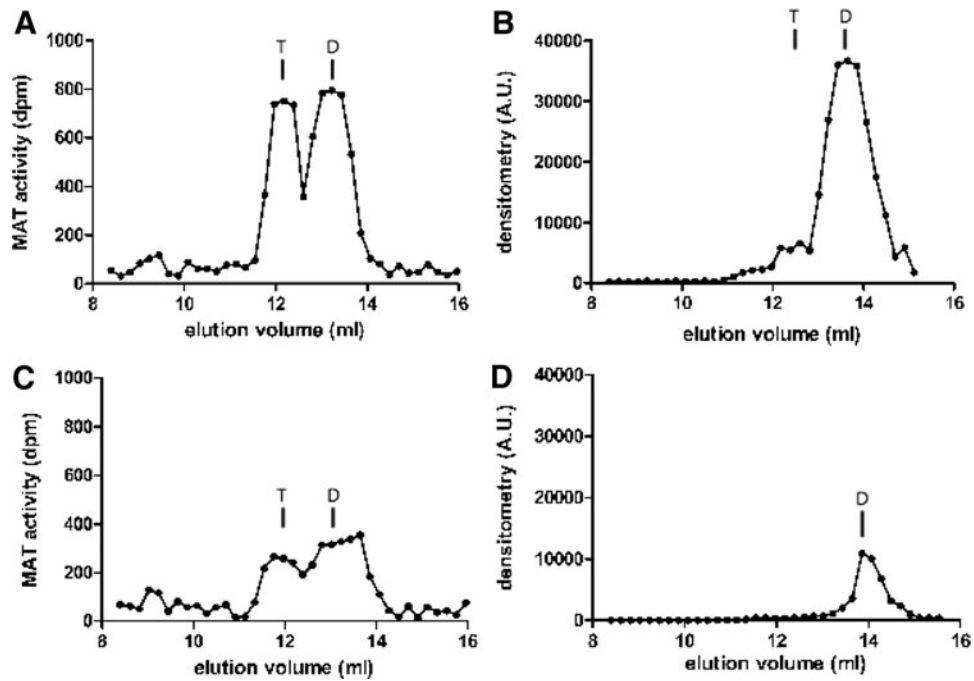 A
MAT activity (dpm)
1000
800
600
400
200
0
T D
8 10 12 14 16
elution volume (ml)
B
densitometry (A.U.)
40000
30000
20000
10000
0
T D
8 10 12 14 16
elution volume (ml)
C
MAT activity (dpm)
1000
800
600
400
200
0
T D
8 10 12 14 16
elution volume (ml)
D
densitometry (A.U.)
40000
30000
20000
10000
0
D
8 10 12 14 16
elution volume (ml)